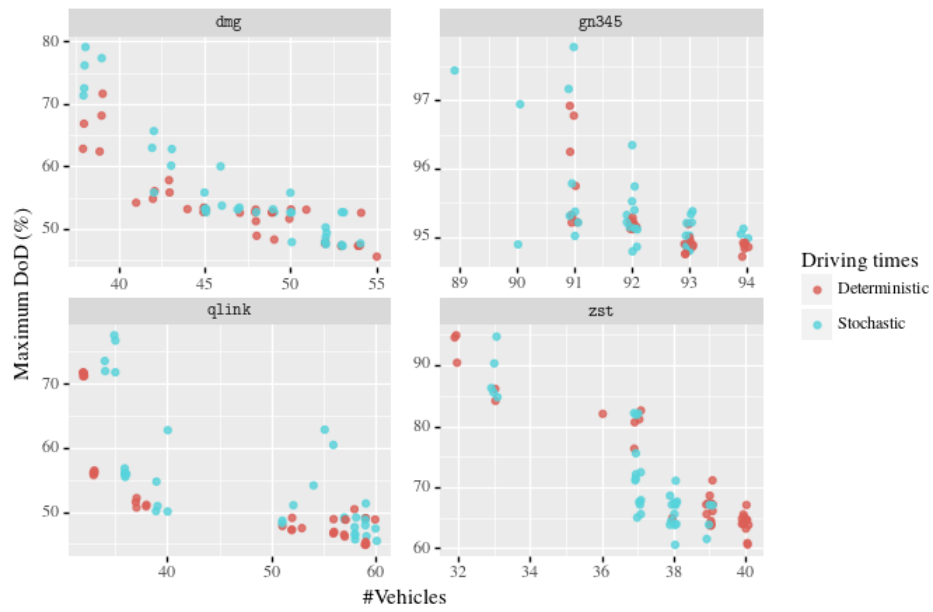 dmg
gn345
Maximum DoD (%)
80
70
60
50
40 45 50 55
97
96
95
89 90 91 92 93 94
qlink
zst
70
60
50
40 50 60
90
80
70
60
32 34 36 38 40
#Vehicles
Driving times
Deterministic
Stochastic